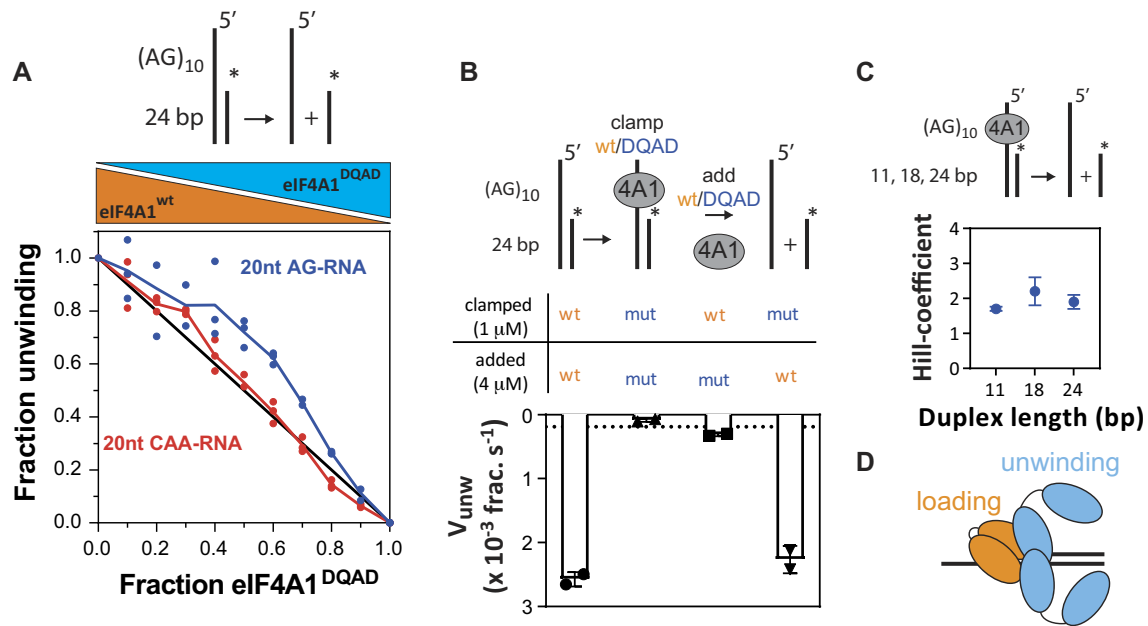 A
5'
(AG)10
*
*
24 bp
+
eIF4A1DQAD
eIF4A1wt
Fraction unwinding
1.0
0.8
0.6
0.4
0.2
0.0
20nt AG-RNA
20nt CAA-RNA
0.0 0.2 0.4 0.6 0.8 1.0
Fraction eIF4A1DQAD
B
clamp
wt/DQAD
5'
5'
(AG)10
4A1
add
wt/DQAD
*
*
*
24 bp
4A1
+
clamped
(1 µM)
wt mut wt mut
added
(4 µM)
wt mut mut wt
Vunw
(x 10-3 frac. s-1)
0
1
2
3
C
5'
5'
(AG)10
4A1
*
*
11, 18, 24 bp
+
Hill-coefficient
4
3
2
1
0
11 18 24
Duplex length (bp)
D
unwinding
loading